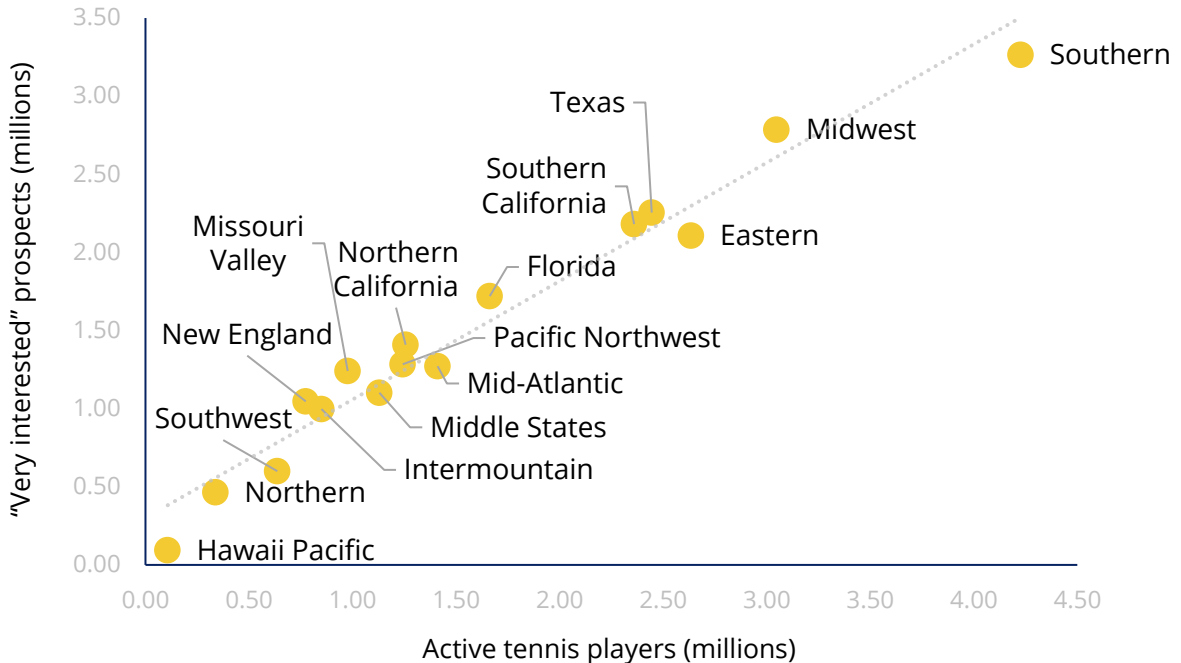 “Very interested” prospects (millions)
3.50
3.00
2.50
2.00
1.50
1.00
0.50
0.00
Southern
Texas
Midwest
Southern
California
Eastern
Missouri
Valley
Northern
California
Florida
New England
Pacific Northwest
Mid-Atlantic
Southwest
Middle States
Intermountain
Northern
Hawaii Pacific
0.00 0.50 1.00 1.50 2.00 2.50 3.00 3.50 4.00 4.50
Active tennis players (millions)